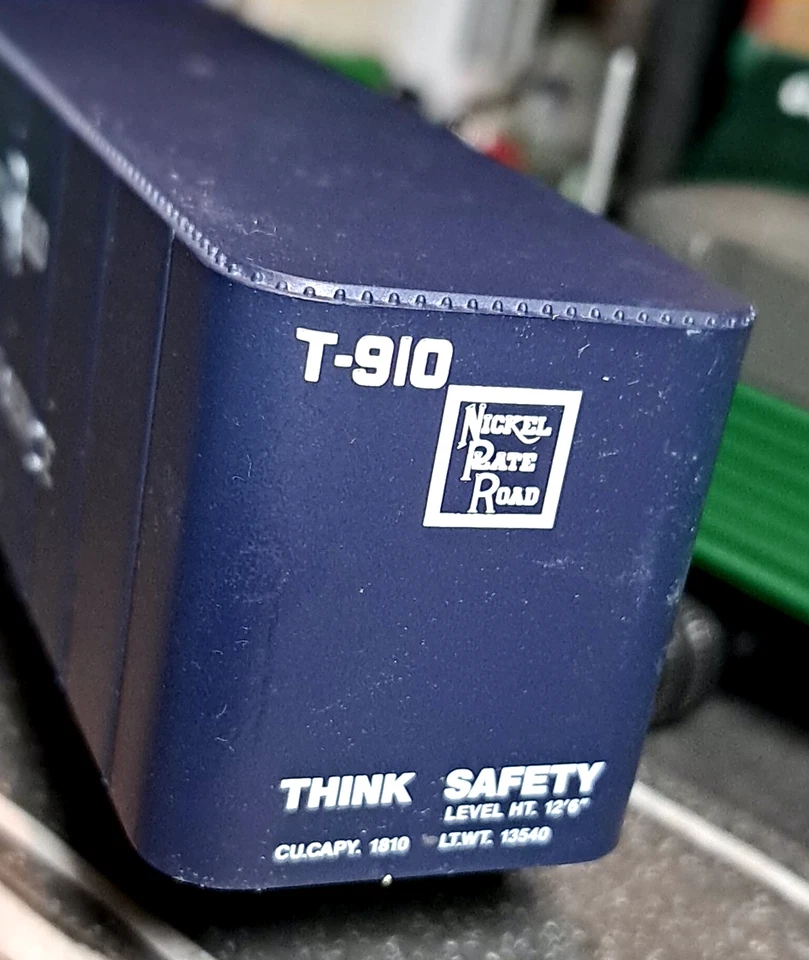 T-910
NICKEL
PLATE
ROAD
THINK SAFETY
LEVEL HT. 12'6"
CU.CAPY. 1810 LT.WT. 13540